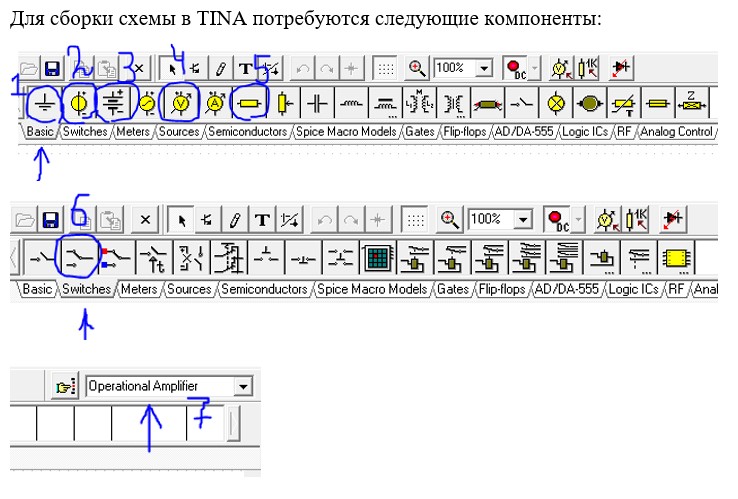 Для сборки схемы в TINA потребуются следующие компоненты:
2 3 4 5
T 100% DC 1K
1
M Z
Basic Switches Meters Sources Semiconductors Spice Macro Models Gates Flip-flops AD/DA-555 Logic ICs RF Analog Control
6
T 100% DC 1K
t
Basic Switches Meters Sources Semiconductors Spice Macro Models Gates Flip-flops AD/DA-555 Logic ICs RF Anal
Operational Amplifier
7